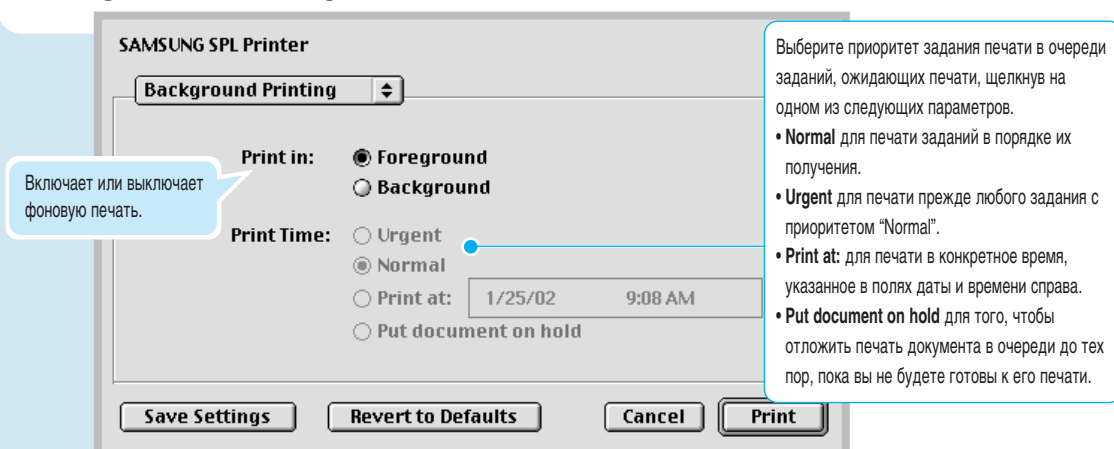 SAMSUNG SPL Printer
Background Printing
Print in:
Foreground
Background
Print Time:
Urgent
Normal
Print at:
1/25/02 9:08 AM
Put document on hold
Save Settings
Revert to Defaults
Cancel
Print
Включает или выключает
фоновую печать.
Выберите приоритет задания печати в очереди
заданий, ожидающих печати, щелкнув на
одном из следующих параметров.
• Normal для печати заданий в порядке их
получения.
• Urgent для печати прежде любого задания с
приоритетом “Normal”.
• Print at: для печати в конкретное время,
указанное в полях даты и времени справа.
• Put document on hold для того, чтобы
отложить печать документа в очереди до тех
пор, пока вы не будете готовы к его печати.